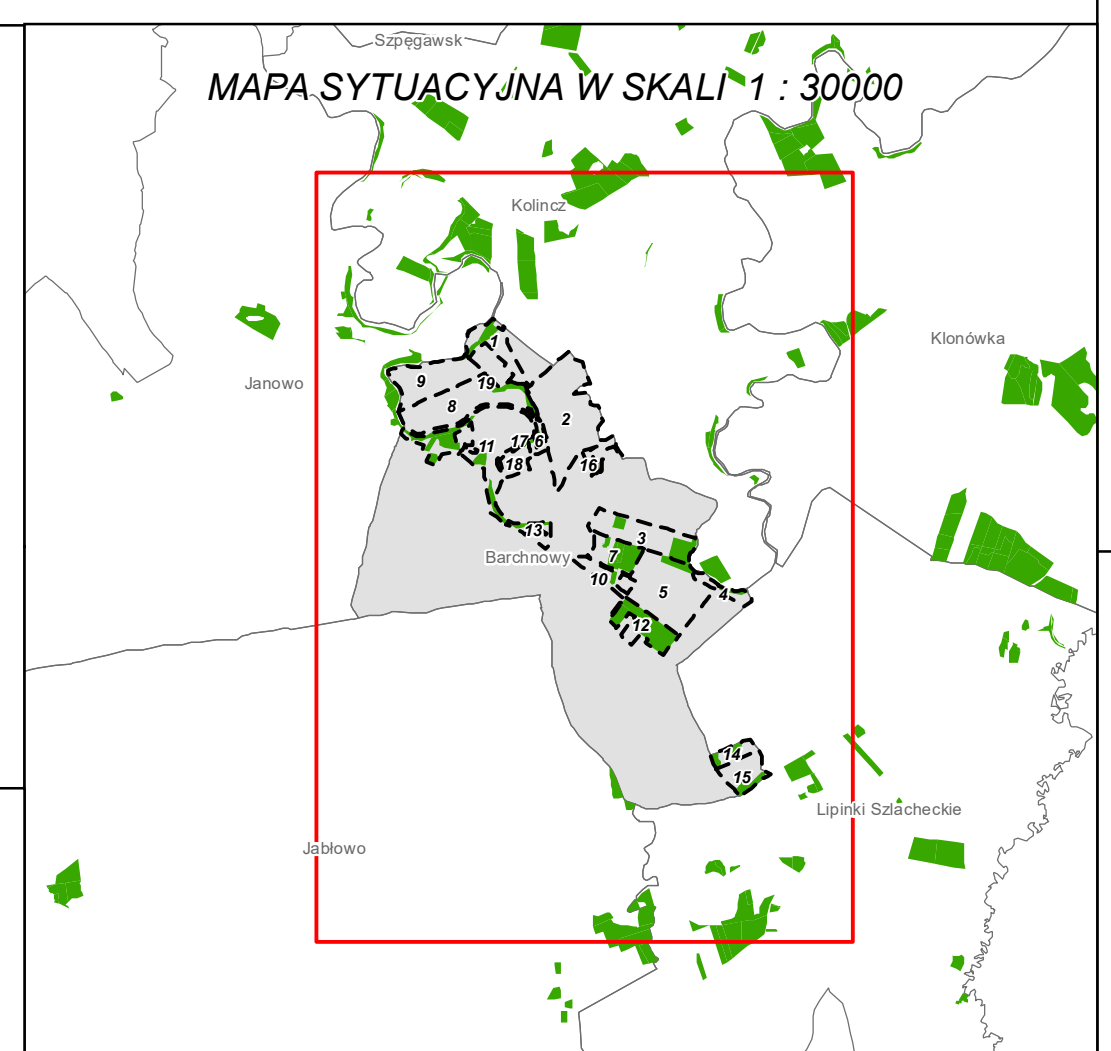 Szpęgawsk
MAPA SYTUACYJNA W SKALI 1 : 30000
Kolincz
Klonówka
1
Janowo
9
19
8
2
17
6
11
18
16
13
3
Barchnowy
7
10
5
4
12
14
15
Lipinki Szlacheckie
Jabłowo